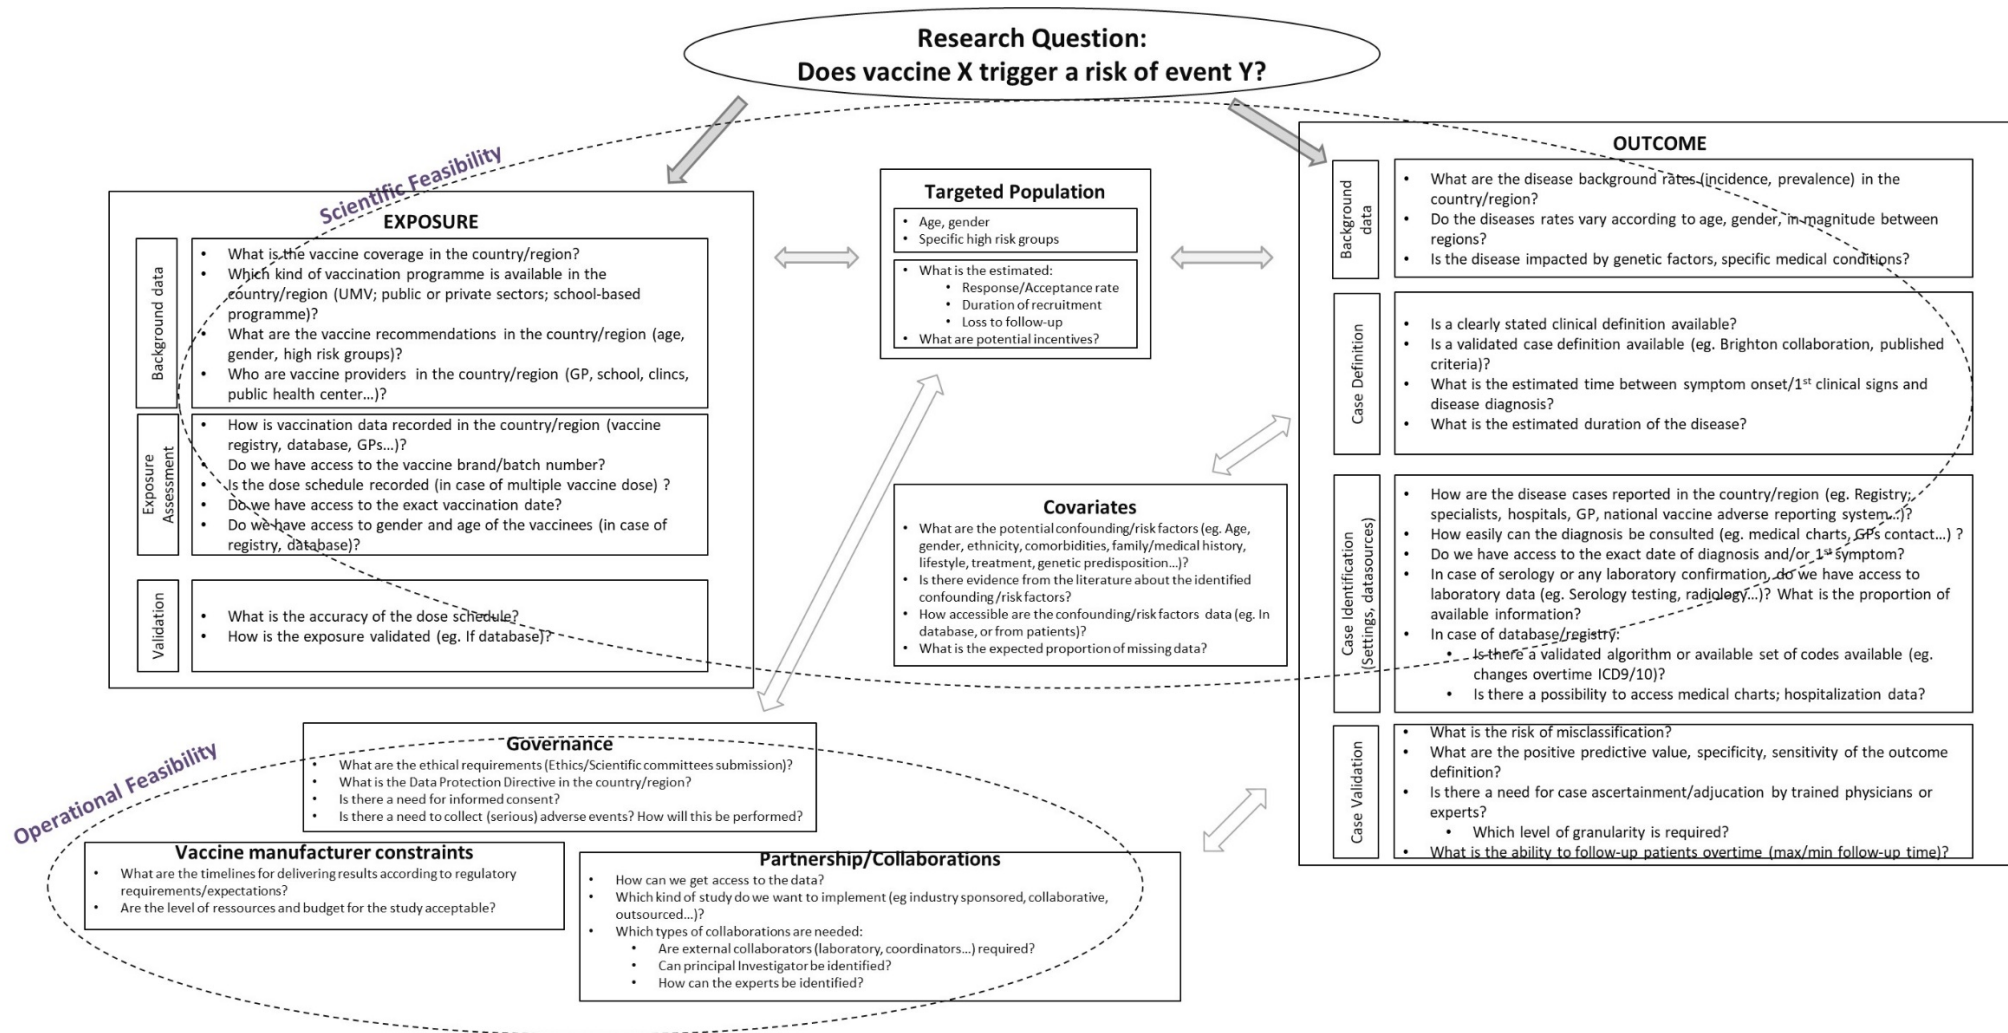 Research Question:
Does vaccine X trigger a risk of event Y?
Scientific Feasibility
EXPOSURE
Background data
• What is the vaccine coverage in the country/region?
• Which kind of vaccination programme is available in the
country/region (UMV; public or private sectors; school-based
programme)?
• What are the vaccine recommendations in the country/region (age,
gender, high risk groups)?
• Who are vaccine providers in the country/region (GP, school, clincs,
public health center...)?
Exposure
Assessment
• How is vaccination data recorded in the country/region (vaccine
registry, database, GPs...)?
• Do we have access to the vaccine brand/batch number?
• Is the dose schedule recorded (in case of multiple vaccine dose) ?
• Do we have access to the exact vaccination date?
• Do we have access to gender and age of the vaccinees (in case of
registry, database)?
Validation
• What is the accuracy of the dose schedule?
• How is the exposure validated (eg. If database)?
Targeted Population
• Age, gender
• Specific high risk groups
• What is the estimated:
• Response/Acceptance rate
• Duration of recruitment
• Loss to follow-up
• What are potential incentives?
Covariates
• What are the potential confounding/risk factors (eg. Age,
gender, ethnicity, comorbidities, family/medical history,
lifestyle, treatment, genetic predisposition...)?
• Is there evidence from the literature about the identified
confounding/risk factors?
• How accessible are the confounding/risk factors data (eg. In
database, or from patients)?
• What is the expected proportion of missing data?
OUTCOME
Background
data
• What are the disease background rates (incidence, prevalence) in the
country/region?
• Do the diseases rates vary according to age, gender, in magnitude between
regions?
• Is the disease impacted by genetic factors, specific medical conditions?
Case Definition
• Is a clearly stated clinical definition available?
• Is a validated case definition available (eg. Brighton collaboration, published
criteria)?
• What is the estimated time between symptom onset/1st clinical signs and
disease diagnosis?
• What is the estimated duration of the disease?
Case Identification
(Settings, datasources)
• How are the disease cases reported in the country/region (eg. Registry;
specialists, hospitals, GP, national vaccine adverse reporting system...)?
• How easily can the diagnosis be consulted (eg. medical charts, GPs contact...) ?
• Do we have access to the exact date of diagnosis and/or 1st symptom?
• In case of serology or any laboratory confirmation, do we have access to
laboratory data (eg. Serology testing, radiology...)? What is the proportion of
available information?
• In case of database/registry:
• Is there a validated algorithm or available set of codes available (eg.
changes overtime ICD9/10)?
• Is there a possibility to access medical charts; hospitalization data?
Case Validation
• What is the risk of misclassification?
• What are the positive predictive value, specificity, sensitivity of the outcome
definition?
• Is there a need for case ascertainment/adjucation by trained physicians or
experts?
• Which level of granularity is required?
• What is the ability to follow-up patients overtime (max/min follow-up time)?
Operational Feasibility
Governance
• What are the ethical requirements (Ethics/Scientific committees submission)?
• What is the Data Protection Directive in the country/region?
• Is there a need for informed consent?
• Is there a need to collect (serious) adverse events? How will this be performed?
Vaccine manufacturer constraints
• What are the timelines for delivering results according to regulatory
requirements/expectations?
• Are the level of ressources and budget for the study acceptable?
Partnership/Collaborations
• How can we get access to the data?
• Which kind of study do we want to implement (eg industry sponsored, collaborative,
outsourced...)?
• Which types of collaborations are needed:
• Are external collaborators (laboratory, coordinators...) required?
• Can principal Investigator be identified?
• How can the experts be identified?